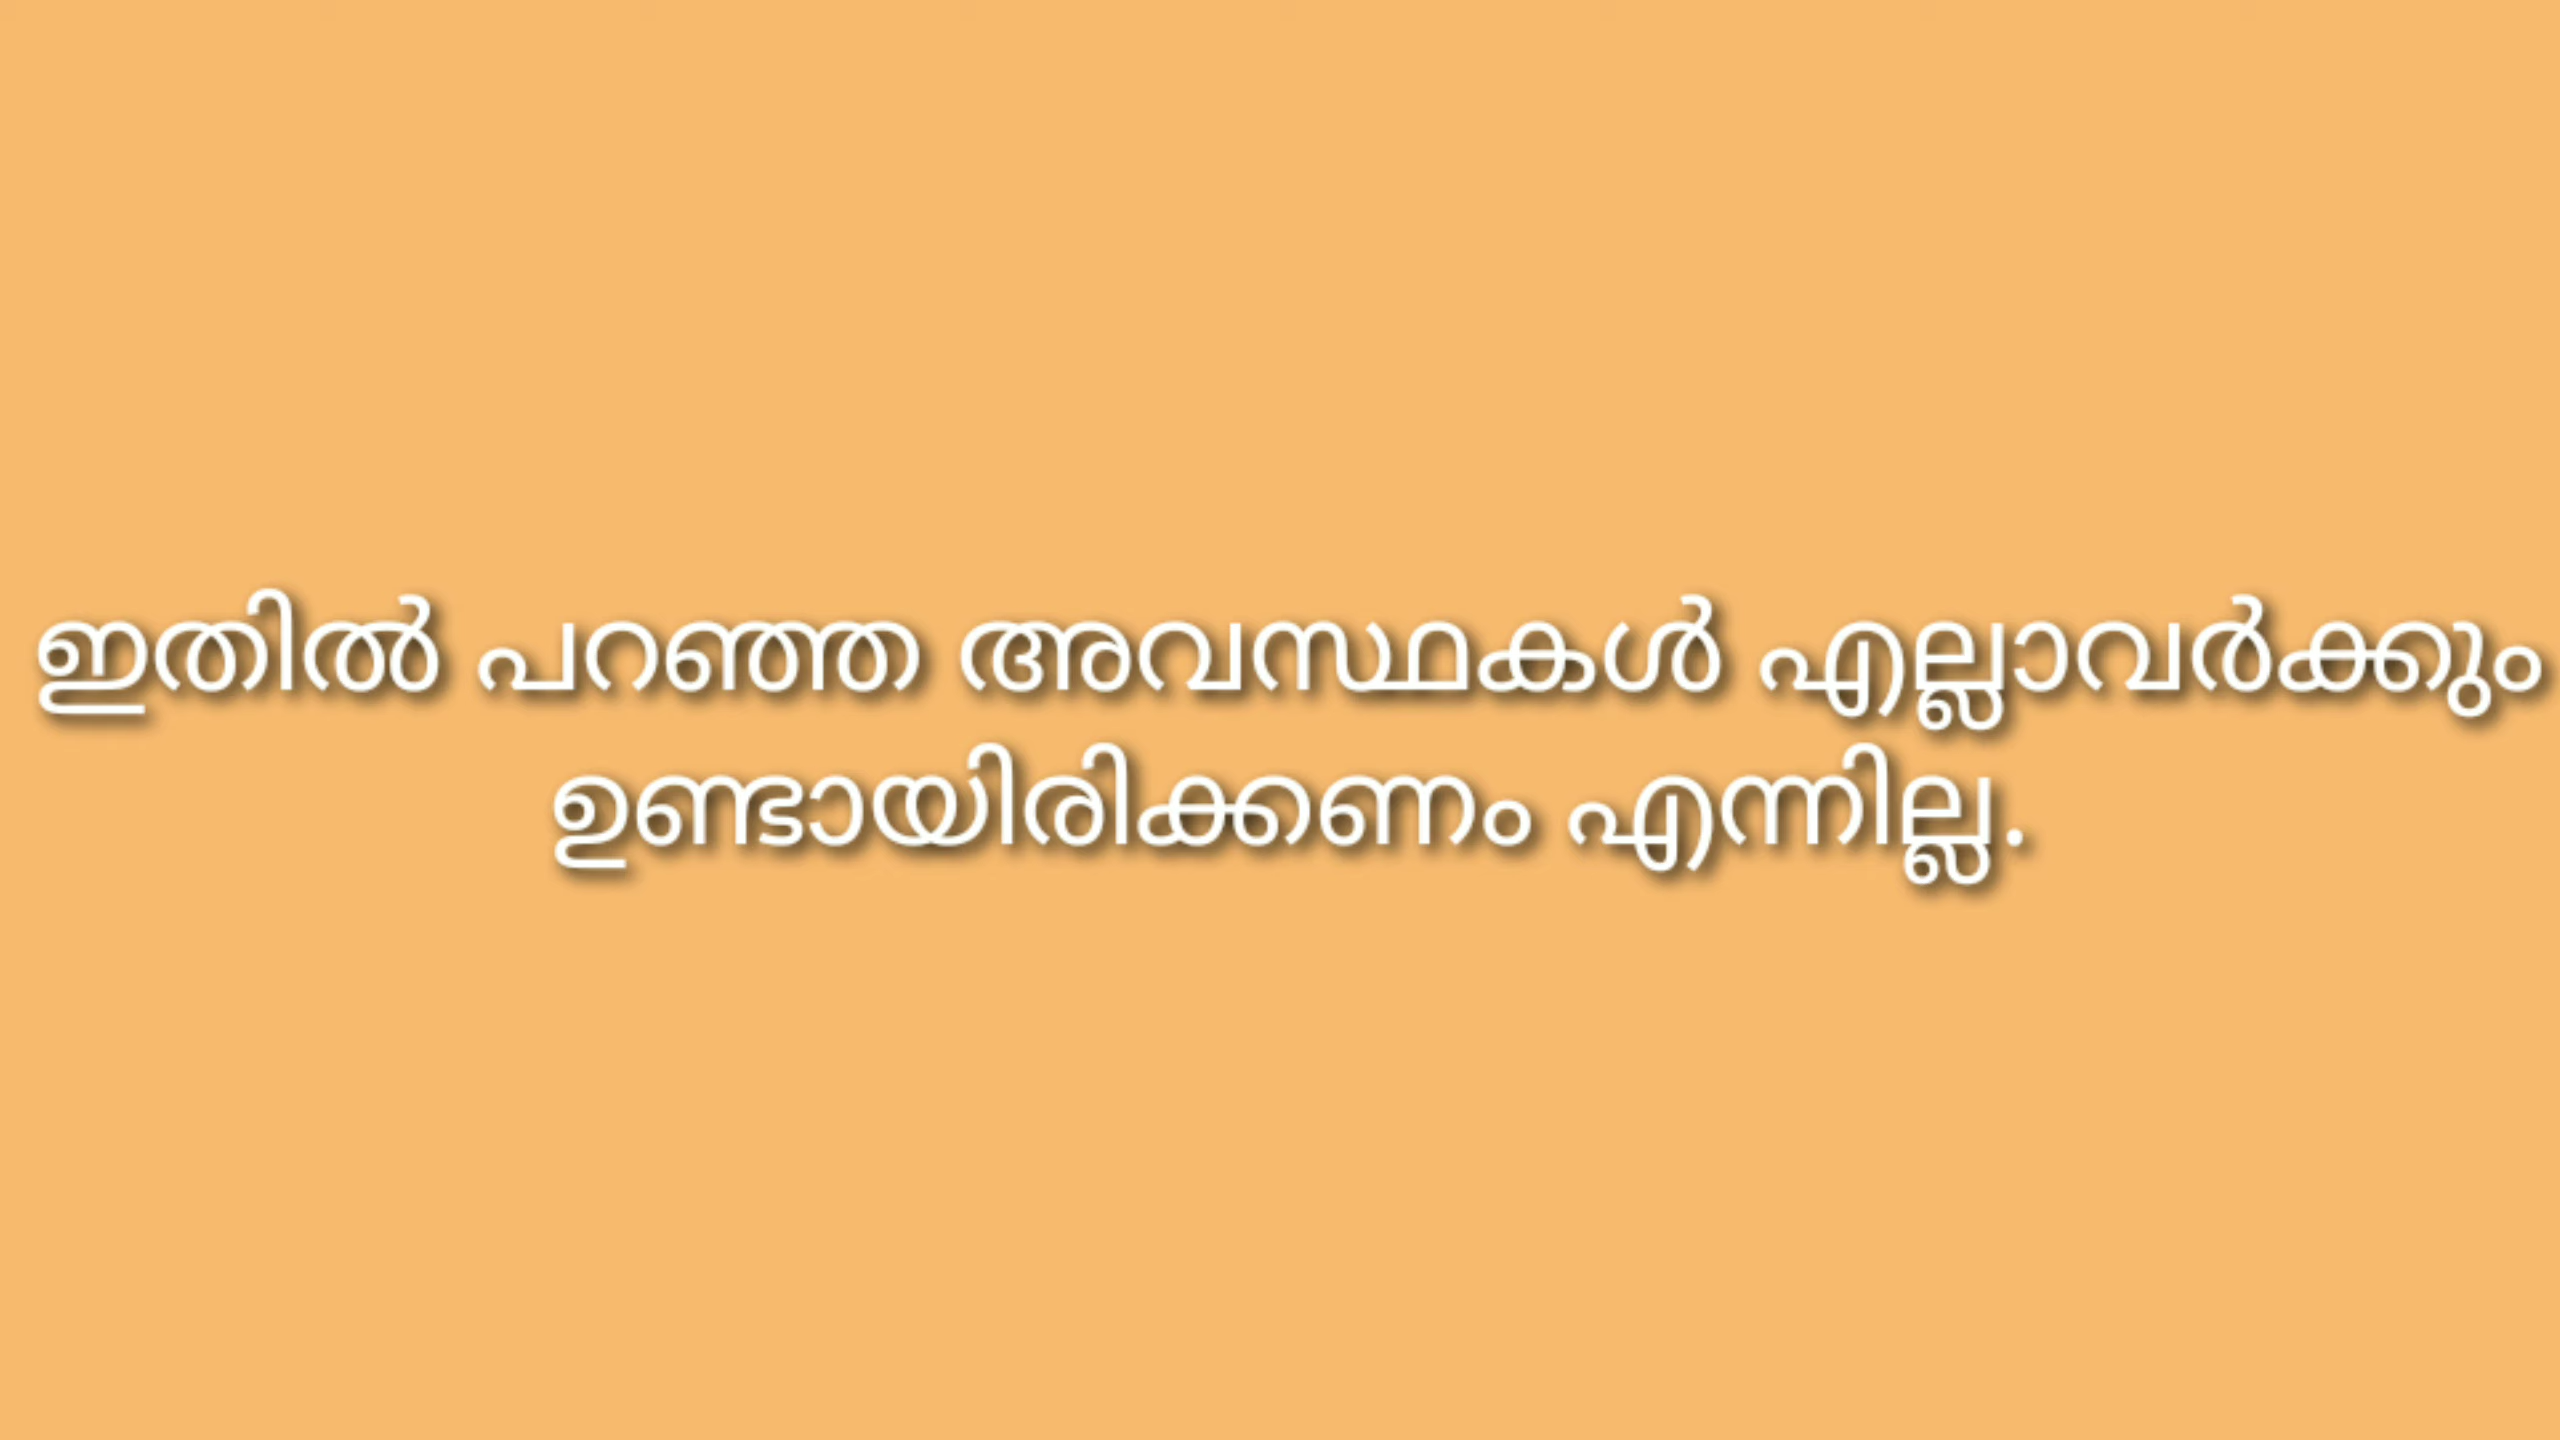 ഇതിൽ പറഞ്ഞ അവസ്ഥകൾ എല്ലാവർക്കും
ഉണ്ടായിരിക്കണം എന്നില്ല.